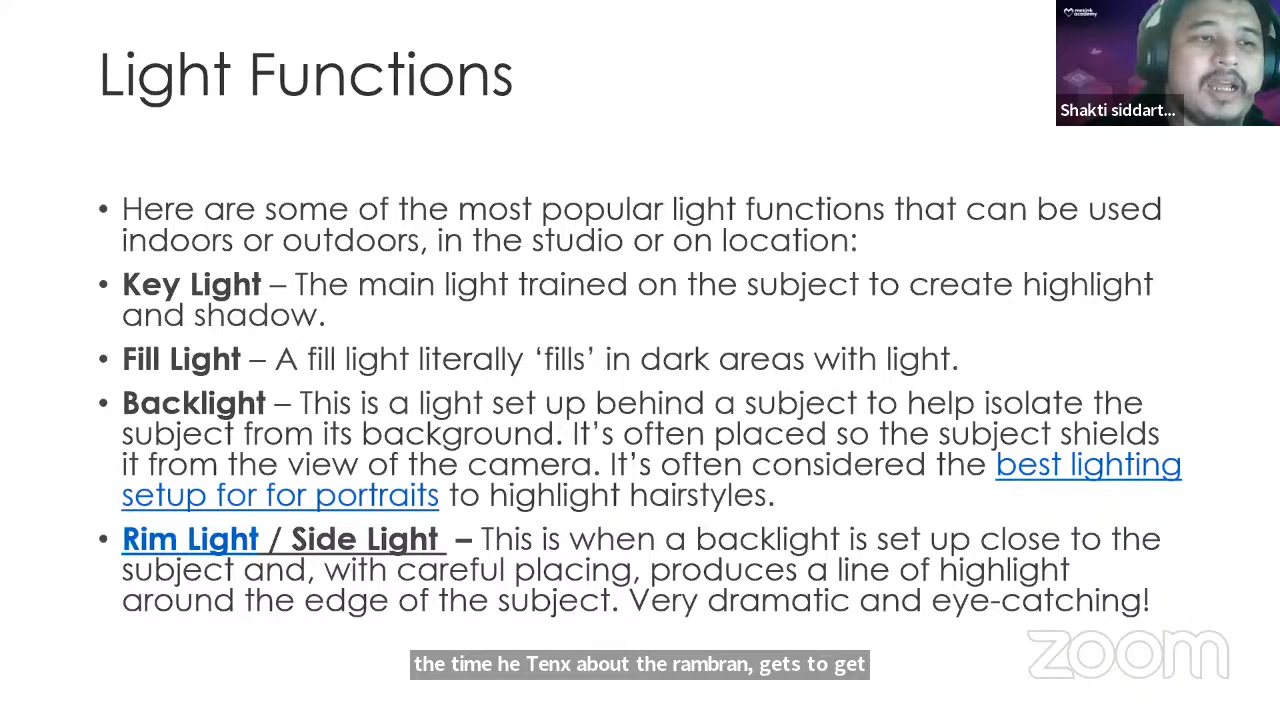 Light Functions
mesink
academy
Shakti siddart...
• Here are some of the most popular light functions that can be used
indoors or outdoors, in the studio or on location:
• Key Light – The main light trained on the subject to create highlight
and shadow.
• Fill Light – A fill light literally ‘fills’ in dark areas with light.
• Backlight – This is a light set up behind a subject to help isolate the
subject from its background. It’s often placed so the subject shields
it from the view of the camera. It’s often considered the best lighting
setup for for portraits to highlight hairstyles.
• Rim Light / Side Light – This is when a backlight is set up close to the
subject and, with careful placing, produces a line of highlight
around the edge of the subject. Very dramatic and eye-catching!
zoom
the time he Tenx about the rambran, gets to get